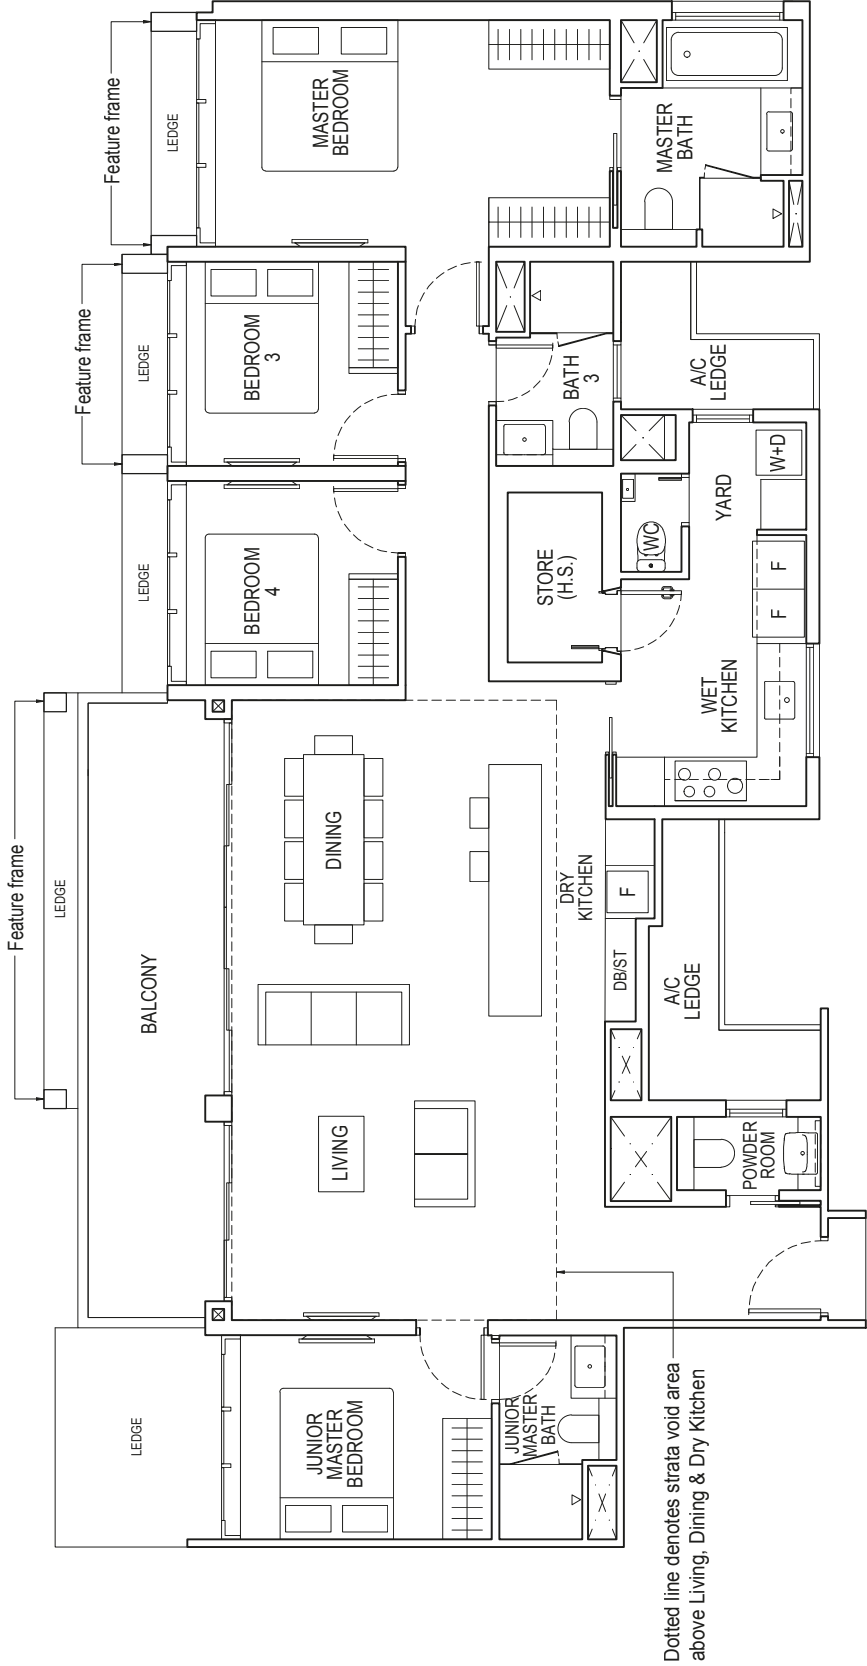 Feature frame
LEDGE
MASTER
BEDROOM
MASTER
BATH
Feature frame
LEDGE
BEDROOM
3
BATH
3
A/C
LEDGE
LEDGE
BEDROOM
4
STORE
(H.S.)
WC
YARD
W+D
F
F
WET
KITCHEN
Feature frame
LEDGE
BALCONY
DINING
DRY
KITCHEN
F
DB/ST
A/C
LEDGE
LIVING
POWDER
ROOM
LEDGE
JUNIOR
MASTER
BEDROOM
JUNIOR
MASTER
BATH
Dotted line denotes strata void area
above Living, Dining & Dry Kitchen